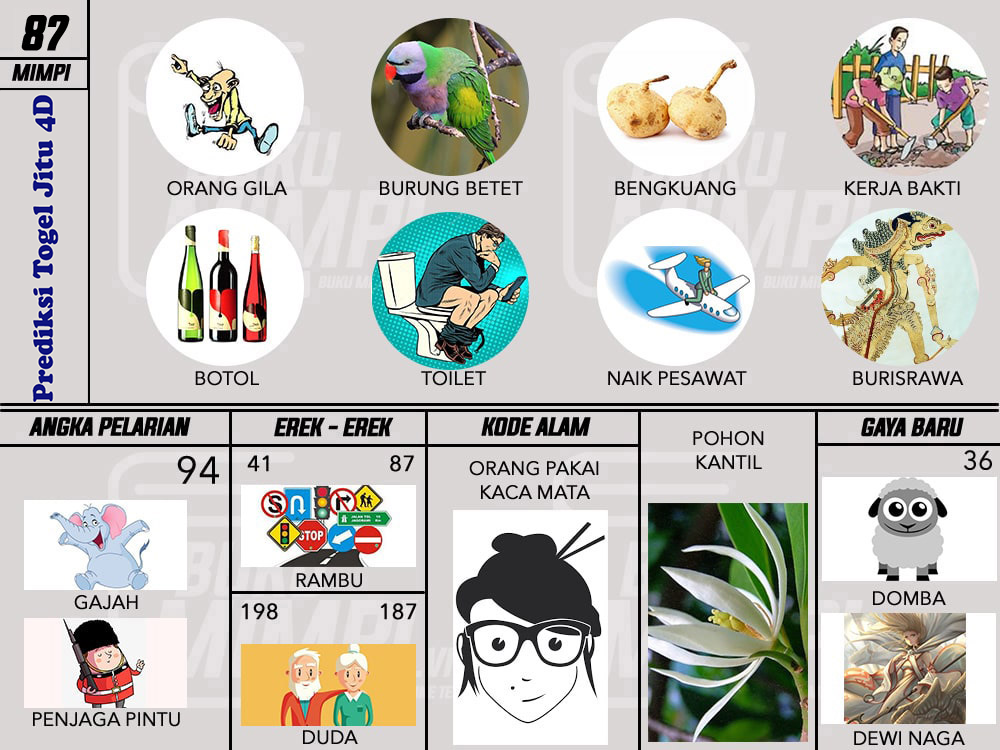 87
MIMPI
Prediksi Togel Jitu 4D
ORANG GILA
BURUNG BETET
BENGKUANG
KERJA BAKTI
BOTOL
TOILET
NAIK PESAWAT
BURISRAWA
ANGKA PELARIAN
94
GAJAH
PENJAGA PINTU
EREK - EREK
41
87
STOP
RAMBU
198
187
DUDA
KODE ALAM
ORANG PAKAI
KACA MATA
POHON
KANTIL
GAYA BARU
36
DOMBA
DEWI NAGA